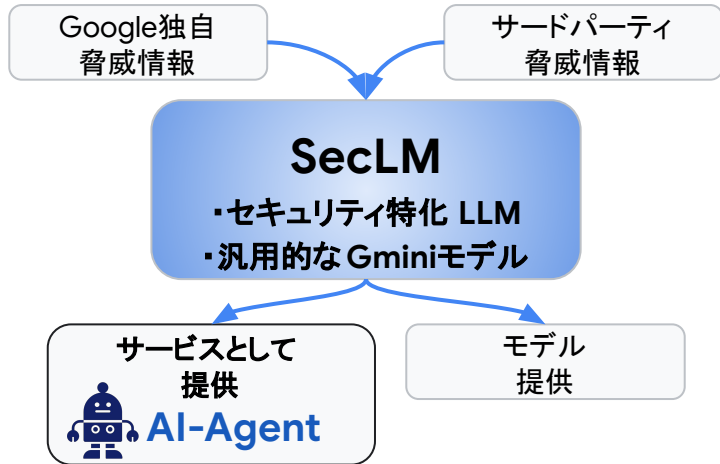 Google独自
脅威情報
サードパーティ
脅威情報
SecLM
・セキュリティ特化 LLM
・汎用的な Gminiモデル
サービスとして
提供
AI-Agent
モデル
提供